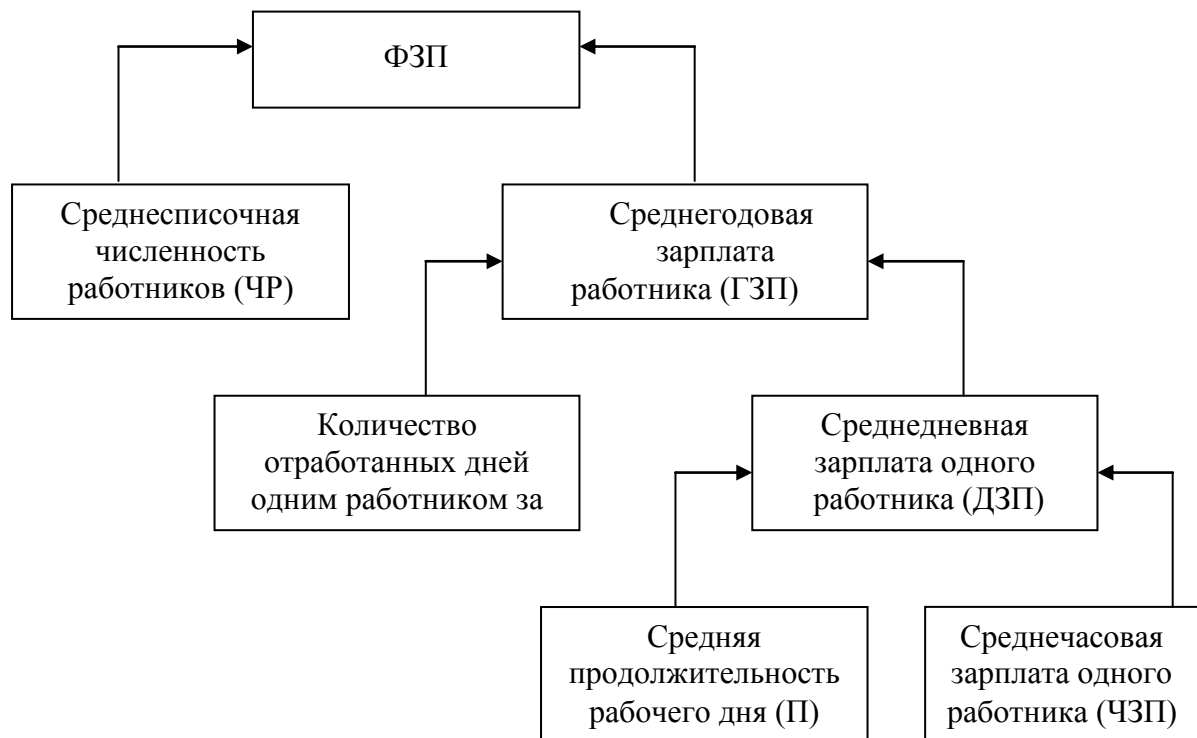 ФЗП
Среднесписочная
численность
работников (ЧР)
Среднегодовая
зарплата
работника (ГЗП)
Количество
отработанных дней
одним работником за
Среднедневная
зарплата одного
работника (ДЗП)
Средняя
продолжительность
рабочего дня (П)
Среднечасовая
зарплата одного
работника (ЧЗП)